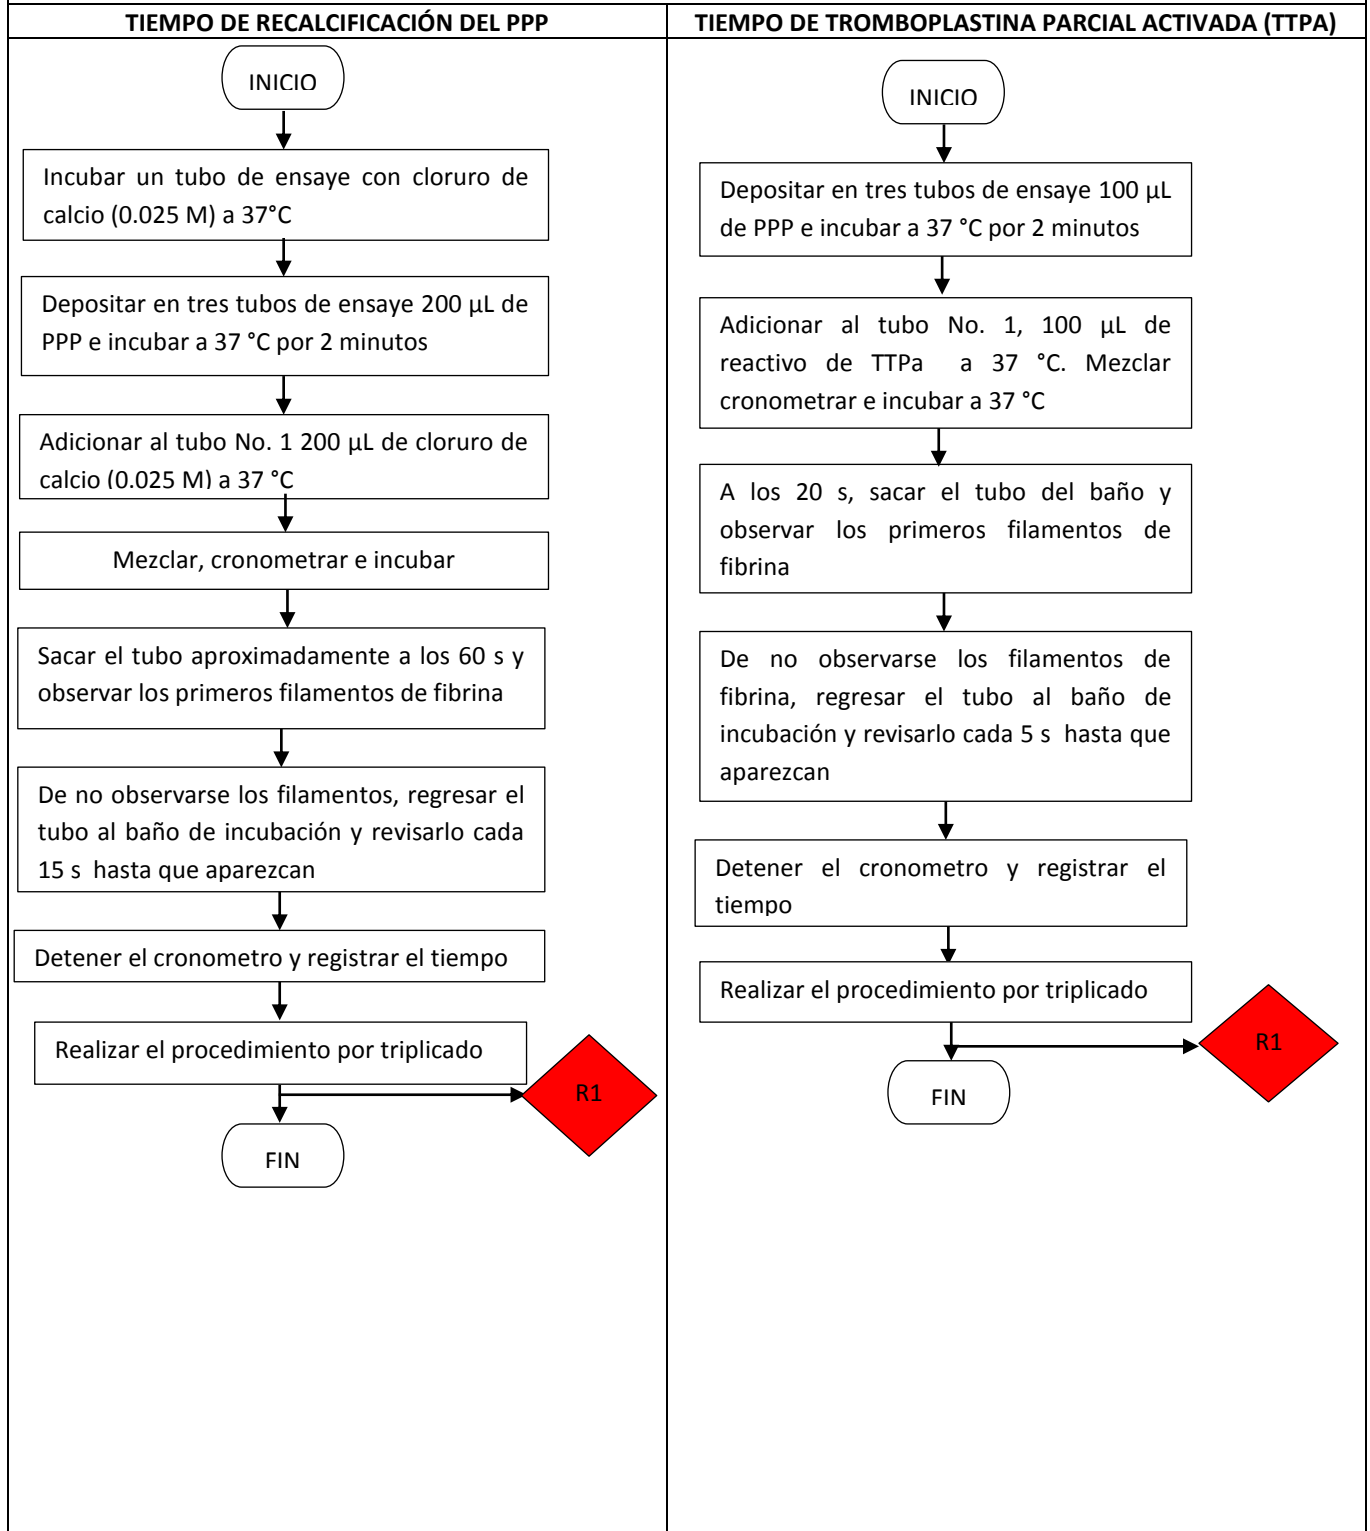 TIEMPO DE RECALCIFICACIÓN DEL PPP
INICIO
Incubar un tubo de ensaye con cloruro de
calcio (0.025 M) a 37°C
Depositar en tres tubos de ensaye 200 µL de
PPP e incubar a 37 °C por 2 minutos
Adicionar al tubo No. 1 200 µL de cloruro de
calcio (0.025 M) a 37 °C
Mezclar, cronometrar e incubar
Sacar el tubo aproximadamente a los 60 s y
observar los primeros filamentos de fibrina
De no observarse los filamentos, regresar el
tubo al baño de incubación y revisarlo cada
15 s hasta que aparezcan
Detener el cronometro y registrar el tiempo
Realizar el procedimiento por triplicado
R1
FIN
TIEMPO DE TROMBOPLASTINA PARCIAL ACTIVADA (TTPA)
INICIO
Depositar en tres tubos de ensaye 100 µL
de PPP e incubar a 37 °C por 2 minutos
Adicionar al tubo No. 1, 100 µL de
reactivo de TTPa a 37 °C. Mezclar
cronometrar e incubar a 37 °C
A los 20 s, sacar el tubo del baño y
observar los primeros filamentos de
fibrina
De no observarse los filamentos de
fibrina, regresar el tubo al baño de
incubación y revisarlo cada 5 s hasta que
aparezcan
Detener el cronometro y registrar el
tiempo
Realizar el procedimiento por triplicado
R1
FIN